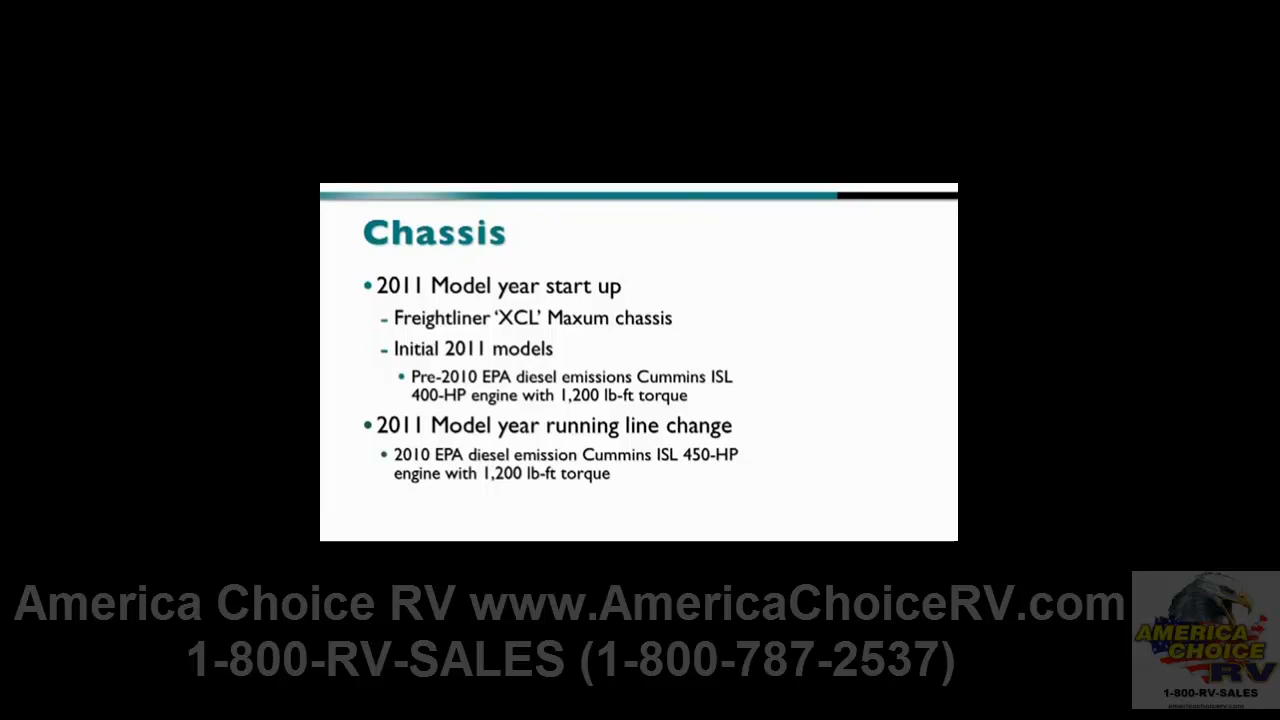 Chassis
• 2011 Model year start up
- Freightliner ‘XCL’ Maxum chassis
- Initial 2011 models
• Pre-2010 EPA diesel emissions Cummins ISL
400-HP engine with 1,200 lb-ft torque
• 2011 Model year running line change
• 2010 EPA diesel emission Cummins ISL 450-HP
engine with 1,200 lb-ft torque
America Choice RV www.AmericaChoiceRV.com
1-800-RV-SALES (1-800-787-2537)
AMERICA
CHOICE
RV
1-800-RV-SALES
americachoicerv.com